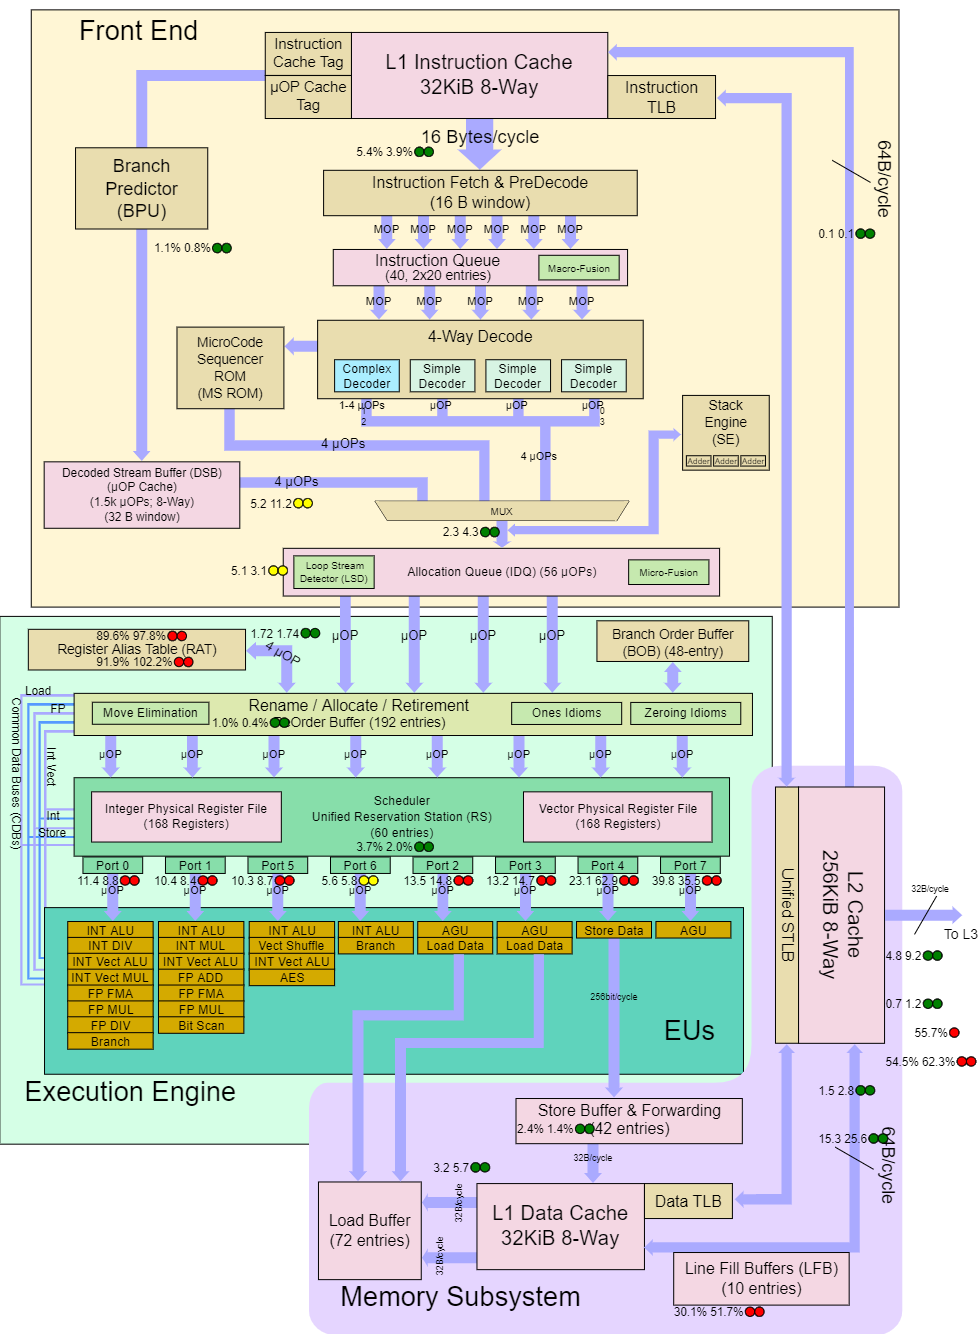 Front End
Instruction
Cache Tag
µOP Cache
Tag
L1 Instruction Cache
32KiB 8-Way
Instruction
TLB
16 Bytes/cycle
5.4% 3.9%
64B/cycle
0.1 0.1
Branch
Predictor
(BPU)
1.1% 0.8%
Instruction Fetch & PreDecode
(16 B window)
MOP MOP MOP MOP MOP MOP
Instruction Queue
(40, 2x20 entries)
Macro-Fusion
MOP MOP MOP MOP MOP
MicroCode
Sequencer
ROM
(MS ROM)
4-Way Decode
Complex
Decoder
Simple
Decoder
Simple
Decoder
Simple
Decoder
1-4 µOPs µOP µOP µOP
1
2
0
3
4 µOPs
4 µOPs
Stack
Engine
(SE)
Adder Adder Adder
Decoded Stream Buffer (DSB)
(µOP Cache)
(1.5k µOPs; 8-Way)
(32 B window)
4 µOPs
5.2 11.2
MUX
2.3 4.3
5.1 3.1
Loop Stream
Detector (LSD)
Allocation Queue (IDQ) (56 µOPs)
Micro-Fusion
µOP µOP µOP µOP
89.6% 97.8%
Register Alias Table (RAT)
91.9% 102.2%
1.72 1.74
4 µOP
Branch Order Buffer
(BOB) (48-entry)
Load
FP
Common Data Buses (CDBs)
Int Vect
Int
Store
Rename / Allocate / Retirement
Move Elimination
1.0% 0.4%
Order Buffer (192 entries)
Ones Idioms
Zeroing Idioms
µOP µOP µOP µOP µOP µOP µOP µOP
Integer Physical Register File
(168 Registers)
Scheduler
Unified Reservation Station (RS)
(60 entries)
3.7% 2.0%
Vector Physical Register File
(168 Registers)
Port 0 Port 1 Port 5 Port 6 Port 2 Port 3 Port 4 Port 7
11.4 8.8 10.4 8.4 10.3 8.7 5.6 5.8 13.5 14.8 13.2 14.7 23.1 62.9 39.8 35.5
µOP µOP µOP µOP µOP µOP µOP µOP
INT ALU
INT DIV
INT Vect ALU
INT Vect MUL
FP FMA
FP MUL
FP DIV
Branch
INT ALU
INT MUL
INT Vect ALU
FP ADD
FP FMA
FP MUL
Bit Scan
INT ALU
Vect Shuffle
INT Vect ALU
AES
INT ALU
Branch
AGU
Load Data
AGU
Load Data
Store Data
AGU
256bit/cycle
EUs
Execution Engine
Unified STLB
L2 Cache
256KiB 8-Way
32B/cycle
To L3
4.8 9.2
0.7 1.2
55.7%
54.5% 62.3%
1.5 2.8
15.3 25.6
64B/cycle
Store Buffer & Forwarding
2.4% 1.4%
(42 entries)
32B/cycle
3.2 5.7
Load Buffer
(72 entries)
32B/cycle
32B/cycle
L1 Data Cache
32KiB 8-Way
Data TLB
Line Fill Buffers (LFB)
(10 entries)
30.1% 51.7%
Memory Subsystem